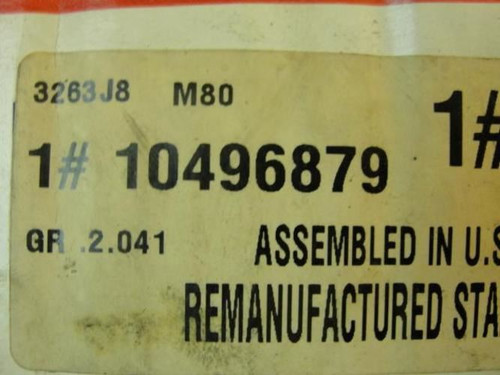 3263J8 M80
1# 10496879 1#
GR .2.041
ASSEMBLED IN U.S
REMANUFACTURED STA